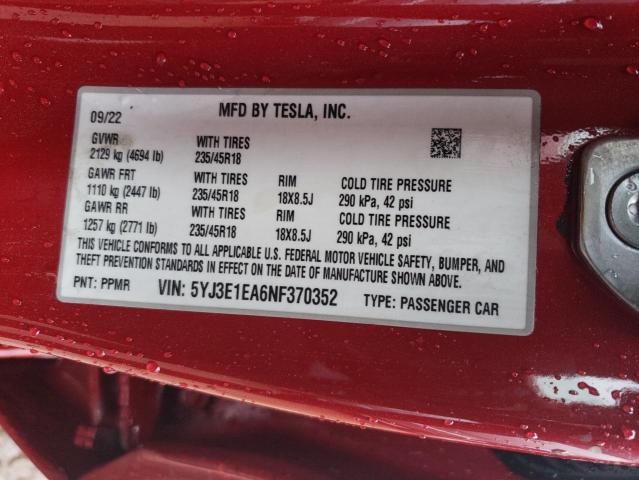 MFD BY TESLA, INC.
09/22
GVWR WITH TIRES
2129 kg (4694 lb) 235/45R18
GAWR FRT WITH TIRES RIM COLD TIRE PRESSURE
1110 kg (2447 lb) 235/45R18 18X8.5J 290 kPa, 42 psi
GAWR RR WITH TIRES RIM COLD TIRE PRESSURE
1257 kg (2771 lb) 235/45R18 18X8.5J 290 kPa, 42 psi
THIS VEHICLE CONFORMS TO ALL APPLICABLE U.S. FEDERAL MOTOR VEHICLE SAFETY, BUMPER, AND
THEFT PREVENTION STANDARDS IN EFFECT ON THE DATE OF MANUFACTURE SHOWN ABOVE.
PNT: PPMR VIN: 5YJ3E1EA6NF370352 TYPE: PASSENGER CAR